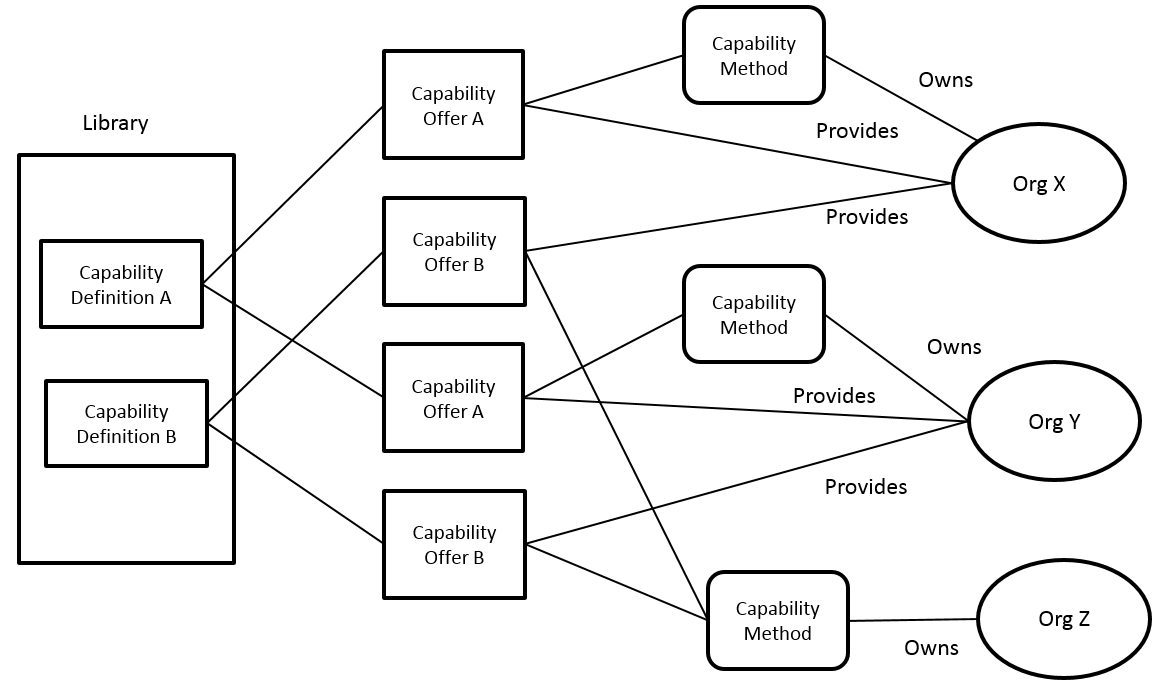 Library
Capability
Definition A
Capability
Definition B
Capability
Offer A
Capability
Offer B
Capability
Offer A
Capability
Offer B
Capability
Method
Owns
Provides
Org X
Provides
Capability
Method
Owns
Provides
Org Y
Provides
Capability
Method
Owns
Org Z